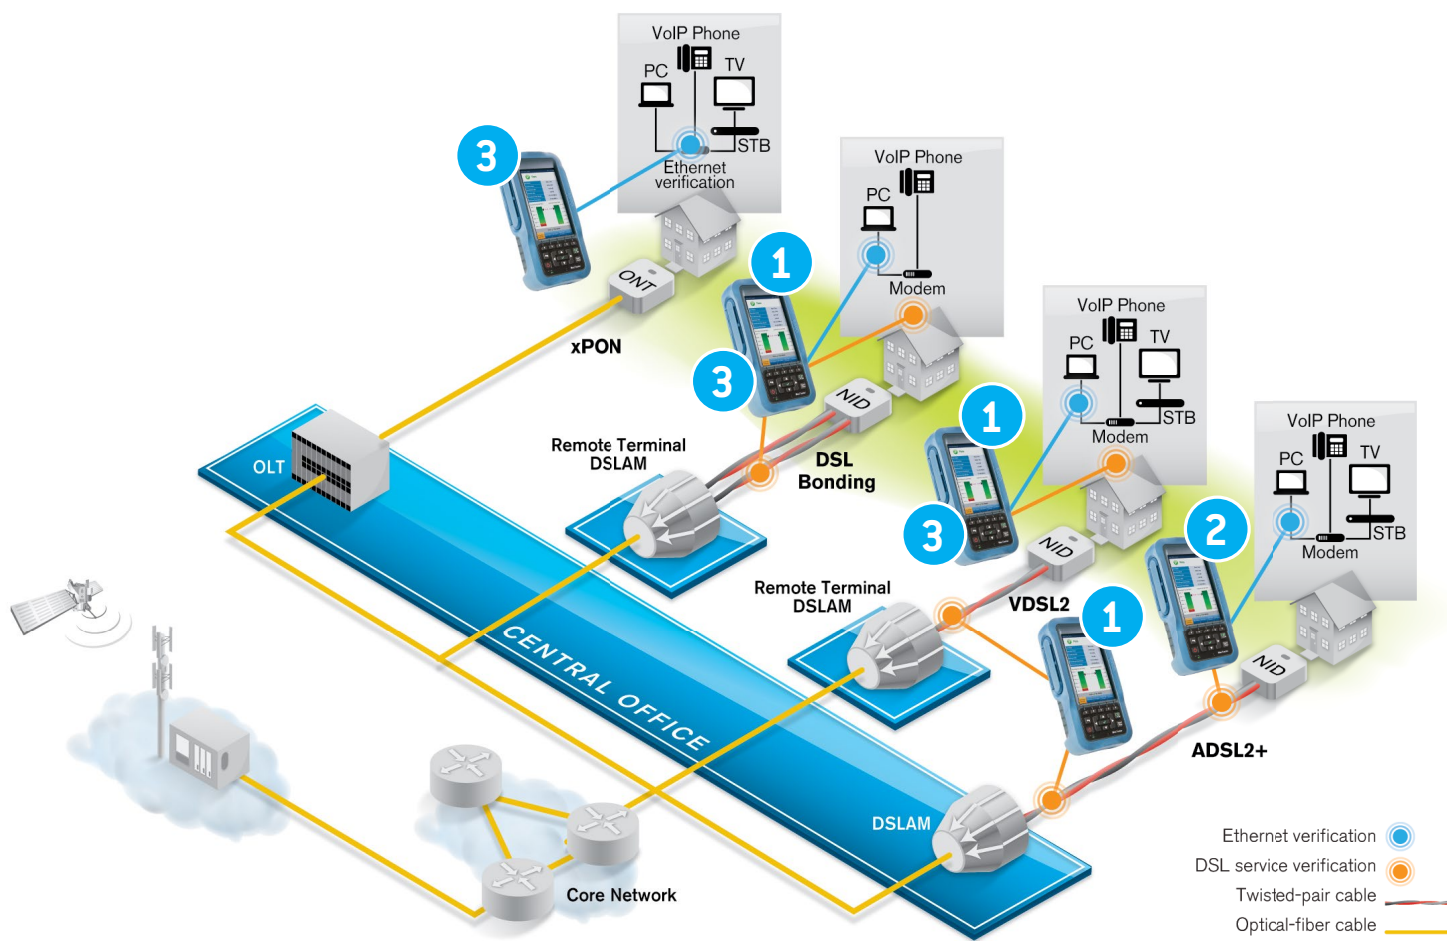 VoIP Phone
PC
TV
STB
Ethernet
verification
3
ONT
xPON
VoIP Phone
PC
Modem
1
3
NID
DSL
Bonding
Remote Terminal
DSLAM
OLT
VoIP Phone
PC
TV
STB
Modem
1
3
NID
VDSL2
Remote Terminal
DSLAM
VoIP Phone
PC
TV
STB
Modem
2
1
NID
ADSL2+
CENTRAL OFFICE
DSLAM
Core Network
Ethernet verification
DSL service verification
Twisted-pair cable
Optical-fiber cable